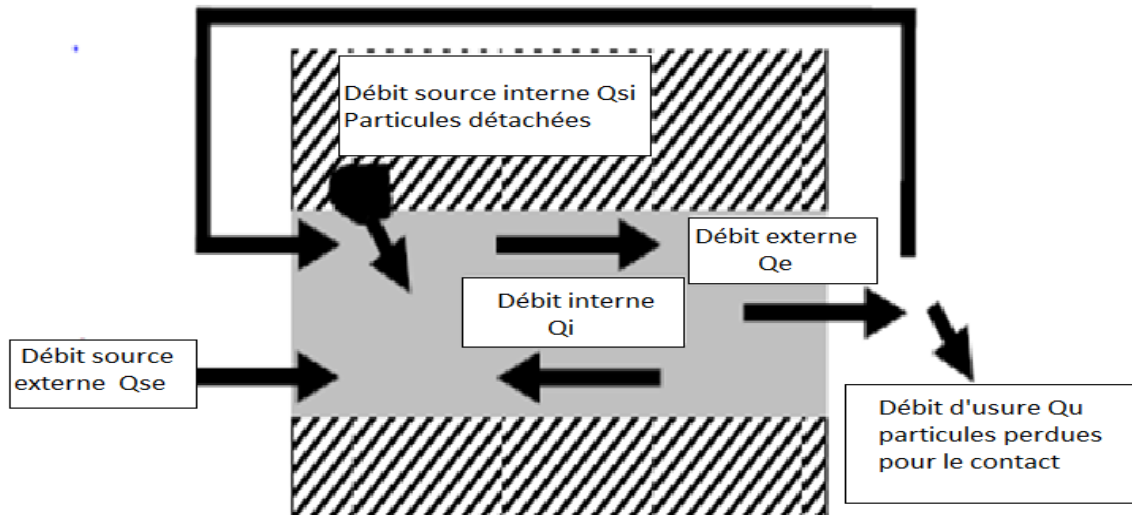 Débit source interne Qsi
Particules détachées
Débit externe
Qe
Débit interne
Qi
Débit source
externe Qse
Débit d'usure Qu
particules perdues
pour le contact